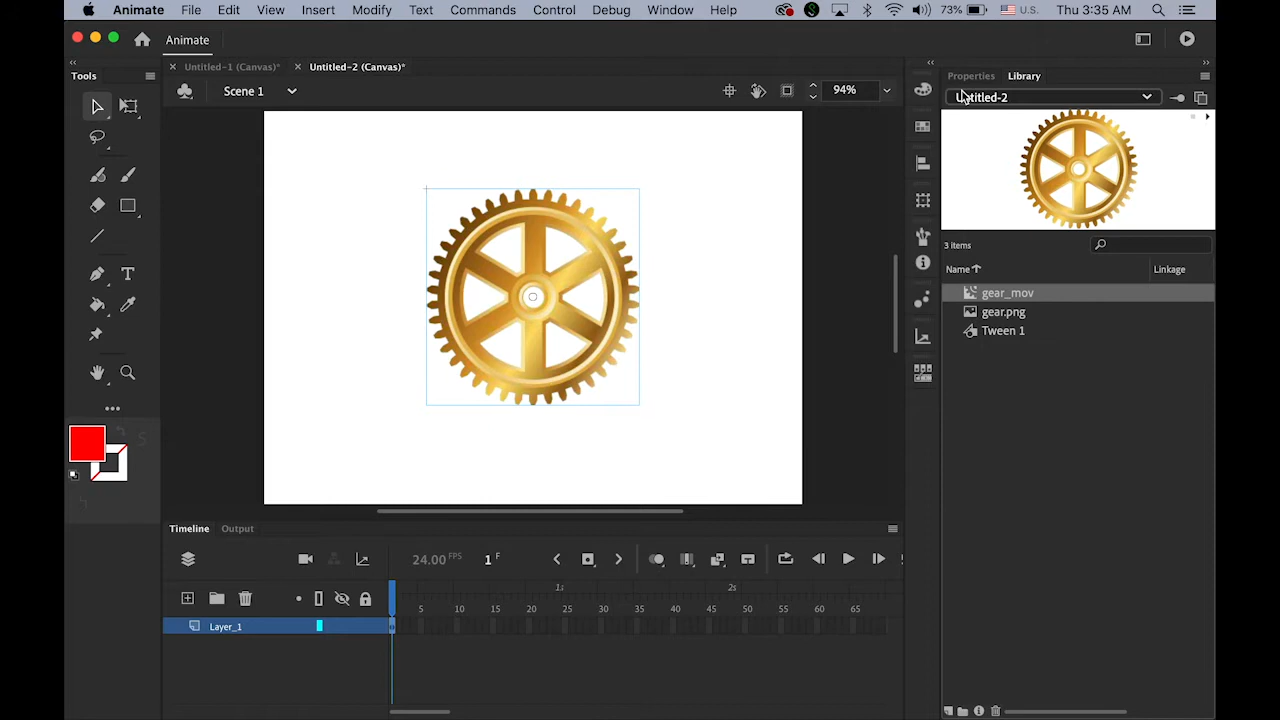 Animate File Edit View Insert Modify Text Commands Control Debug Window Help 73% U.S. Thu 3:35 AM
Animate
Untitled-1 (Canvas)* Untitled-2 (Canvas)*
Scene 1 94%
Tools
Properties Library
Untitled-2
3 items
Name Linkage
gear_mov
gear.png
Tween 1
Timeline Output
24.00 FPS 1 F
1s 2s
5 10 15 20 25 30 35 40 45 50 55 60 65
Layer_1